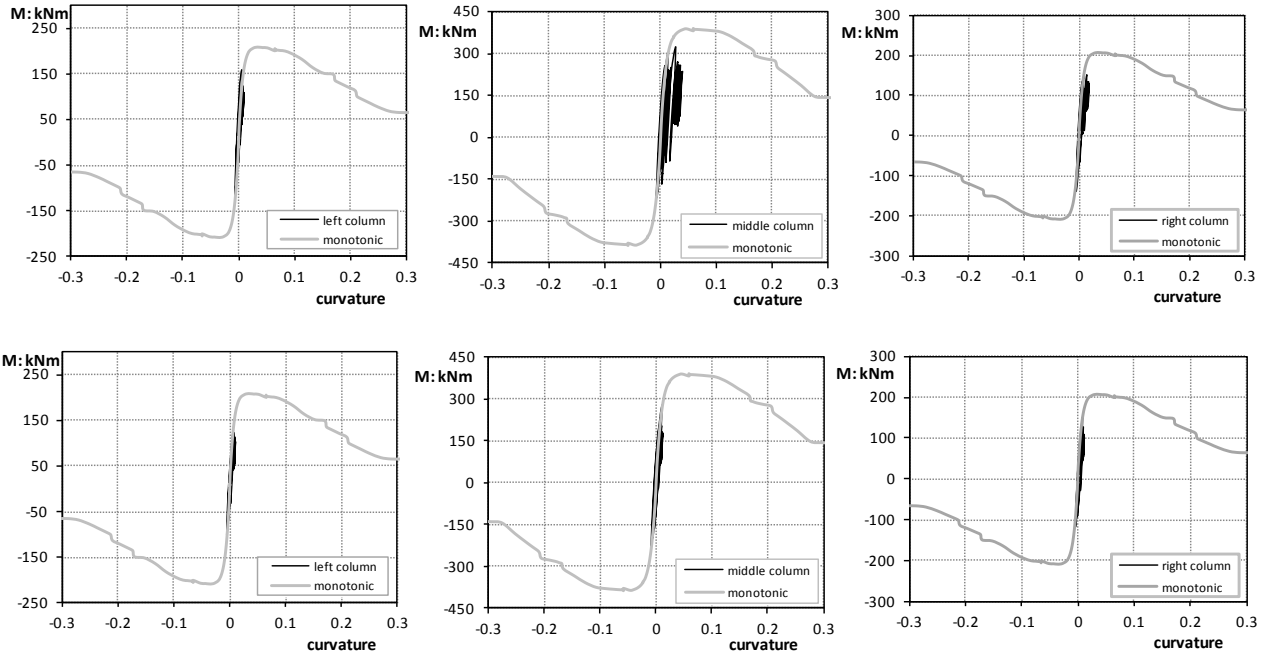 M: kNm
250
150
50
-50
-150
-250
-0.3 -0.2 -0.1 0 0.1 0.2 0.3
curvature
left column
monotonic
M: kNm
450
300
150
0
-150
-300
-450
-0.3 -0.2 -0.1 0 0.1 0.2 0.3
curvature
middle column
monotonic
M: kNm
300
200
100
0
-100
-200
-300
-0.3 -0.2 -0.1 0 0.1 0.2 0.3
curvature
right column
monotonic
M: kNm
250
150
50
-50
-150
-250
-0.3 -0.2 -0.1 0 0.1 0.2 0.3
curvature
left column
monotonic
M: kNm
450
300
150
0
-150
-300
-450
-0.3 -0.2 -0.1 0 0.1 0.2 0.3
curvature
middle column
monotonic
M: kNm
300
200
100
0
-100
-200
-300
-0.3 -0.2 -0.1 0 0.1 0.2 0.3
curvature
right column
monotonic